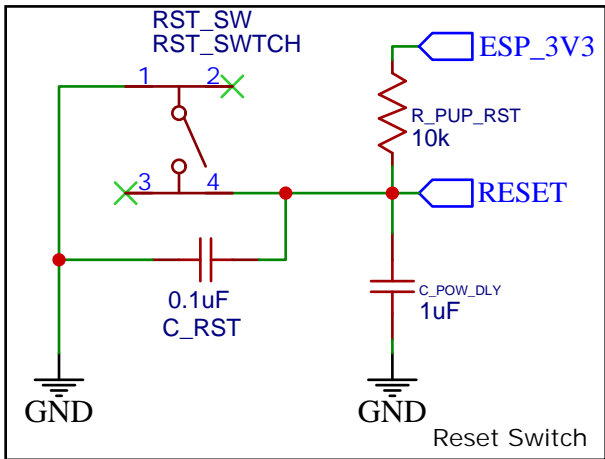 RST_SW
RST_SWTCH
1 2
3 4
0.1uF
C_RST
GND
ESP_3V3
R_PUP_RST
10k
RESET
C_POW_DLY
1uF
GND
Reset Switch